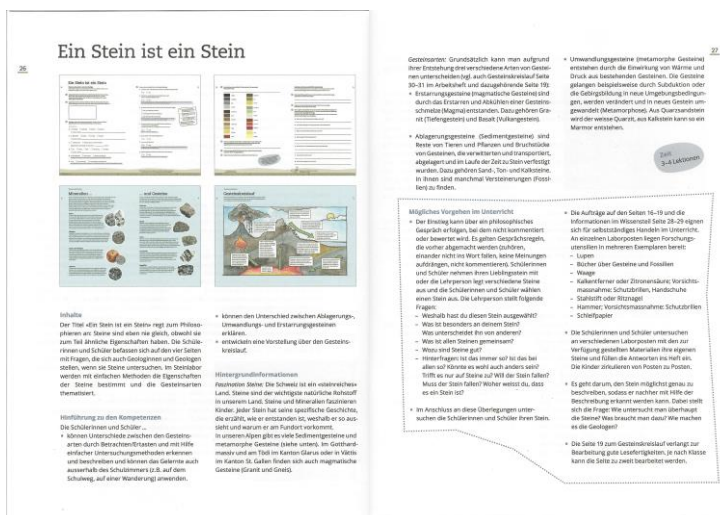 Ein Stein ist ein Stein
26
Ein Stein ist ein Stein
Mineralien ...
... und Gesteine
Gesteinskreislauf
Inhalte
Der Titel «Ein Stein ist ein Stein» regt zum Philoso-
phieren an: Steine sind eben nie gleich, obwohl sie
zum Teil ähnliche Eigenschaften haben. Die Schüle-
rinnen und Schüler befassen sich auf den vier Seiten
mit Fragen, die sich auch Geologinnen und Geologen
stellen, wenn sie Steine untersuchen. Im Steinlabor
werden mit einfachen Methoden die Eigenschaften
der Steine bestimmt und die Gesteinsarten
thematisiert.
Hinführung zu den Kompetenzen
Die Schülerinnen und Schüler ...
• können Unterschiede zwischen den Gesteins-
arten durch Betrachten/Ertasten und mit Hilfe
einfacher Untersuchungsmethoden erkennen
und beschreiben und können das Gelernte auch
ausserhalb des Schulzimmers (z.B. auf dem
Schulweg, auf einer Wanderung) anwenden.
• können den Unterschied zwischen Ablagerungs-,
Umwandlungs- und Erstarrungsgesteinen
erklären.
• entwickeln eine Vorstellung über den Gesteins-
kreislauf.
Hintergrundinformationen
Faszination Steine: Die Schweiz ist ein «steinreiches»
Land. Steine sind der wichtigste natürliche Rohstoff
in unserem Land. Steine und Mineralien faszinieren
Kinder. Jeder Stein hat seine spezifische Geschichte,
die erzählt, wie er entstanden ist, weshalb er so aus-
sieht und warum er am Fundort vorkommt.
In unseren Alpen gibt es viele Sedimentgesteine und
metamorphe Gesteine (siehe unten). Im Gotthard-
massiv und am Tödi im Kanton Glarus oder in Vättis
im Kanton St. Gallen finden sich auch magmatische
Gesteine (Granit und Gneis).
27
Gesteinsarten: Grundsätzlich kann man aufgrund
ihrer Entstehung drei verschiedene Arten von Gestei-
nen unterscheiden (vgl. auch Gesteinskreislauf Seite
30–31 im Arbeitsheft und dazugehörende Seite 19):
• Erstarrungsgesteine (magmatische Gesteine) sind
durch das Erstarren und Abkühlen einer Gesteins-
schmelze (Magma) entstanden. Dazu gehören Gra-
nit (Tiefengestein) und Basalt (Vulkangestein).
• Ablagerungsgesteine (Sedimentgesteine) sind
Reste von Tieren und Pflanzen und Bruchstücke
von Gesteinen, die verwitterten und transportiert,
abgelagert und im Laufe der Zeit zu Stein verfestigt
wurden. Dazu gehören Sand-, Ton- und Kalksteine.
In ihnen sind manchmal Versteinerungen (Fossi-
lien) zu finden.
• Umwandlungsgesteine (metamorphe Gesteine)
entstehen durch die Einwirkung von Wärme und
Druck aus bestehenden Gesteinen. Die Gesteine
gelangen beispielsweise durch Subduktion oder
die Gebirgsbildung in neue Umgebungsbedingun-
gen, werden verändert und in neues Gestein um-
gewandelt (Metamorphose). Aus Quarzsandstein
wird der weisse Quarzit, aus Kalkstein kann so ein
Marmor entstehen.
Zeit
3–4 Lektionen
Mögliches Vorgehen im Unterricht
• Der Einstieg kann über ein philosophisches
Gespräch erfolgen, bei dem nicht kommentiert
oder bewertet wird. Es gelten Gesprächsregeln,
die vorher abgemacht werden (zuhören,
einander nicht ins Wort fallen, keine Meinungen
aufdrängen, nicht kommentieren). Schülerinnen
und Schüler nehmen ihren Lieblingsstein mit
oder die Lehrperson legt verschiedene Steine
aus und die Schülerinnen und Schüler wählen
einen Stein aus. Die Lehrperson stellt folgende
Fragen:
– Weshalb hast du diesen Stein ausgewählt?
– Was ist besonders an deinem Stein?
Was unterscheidet ihn von anderen?
– Was ist allen Steinen gemeinsam?
– Wozu sind Steine gut?
– Hinterfragen: Ist das immer so? Ist das bei
allen so? Könnte es wohl auch anders sein?
Trifft es nur auf Steine zu? Will der Stein fallen?
Muss der Stein fallen? Woher weisst du, dass
es ein Stein ist?
• Im Anschluss an diese Überlegungen unter-
suchen die Schülerinnen und Schüler ihren Stein.
• Die Aufträge auf den Seiten 16–19 und die
Informationen im Wissensteil Seite 28–29 eignen
sich für selbstständiges Handeln im Unterricht.
An einzelnen Laborposten liegen Forschungs-
utensilien in mehreren Exemplaren bereit:
– Lupen
– Bücher über Gesteine und Fossilien
– Waage
– Kalkentferner oder Zitronensäure; Vorsichts-
massnahme: Schutzbrillen, Handschuhe
– Stahlstift oder Ritznagel
– Hammer; Vorsichtsmassnahme: Schutzbrillen
– Schleifpapier
• Die Schülerinnen und Schüler untersuchen
an verschiedenen Laborposten mit den zur
Verfügung gestellten Materialien ihre eigenen
Steine und füllen die Antworten ins Heft ein.
Die Kinder zirkulieren von Posten zu Posten.
• Es geht darum, den Stein möglichst genau zu
beschreiben, sodass er nachher mit Hilfe der
Beschreibung erkannt werden kann. Dabei stellt
sich die Frage: Wie untersucht man überhaupt
die Steine? Was braucht man dazu? Wie machen
es die Geologen?
• Die Seite 19 zum Gesteinskreislauf verlangt zur
Bearbeitung gute Lesefertigkeiten. Je nach Klasse
kann die Seite zu zweit bearbeitet werden.